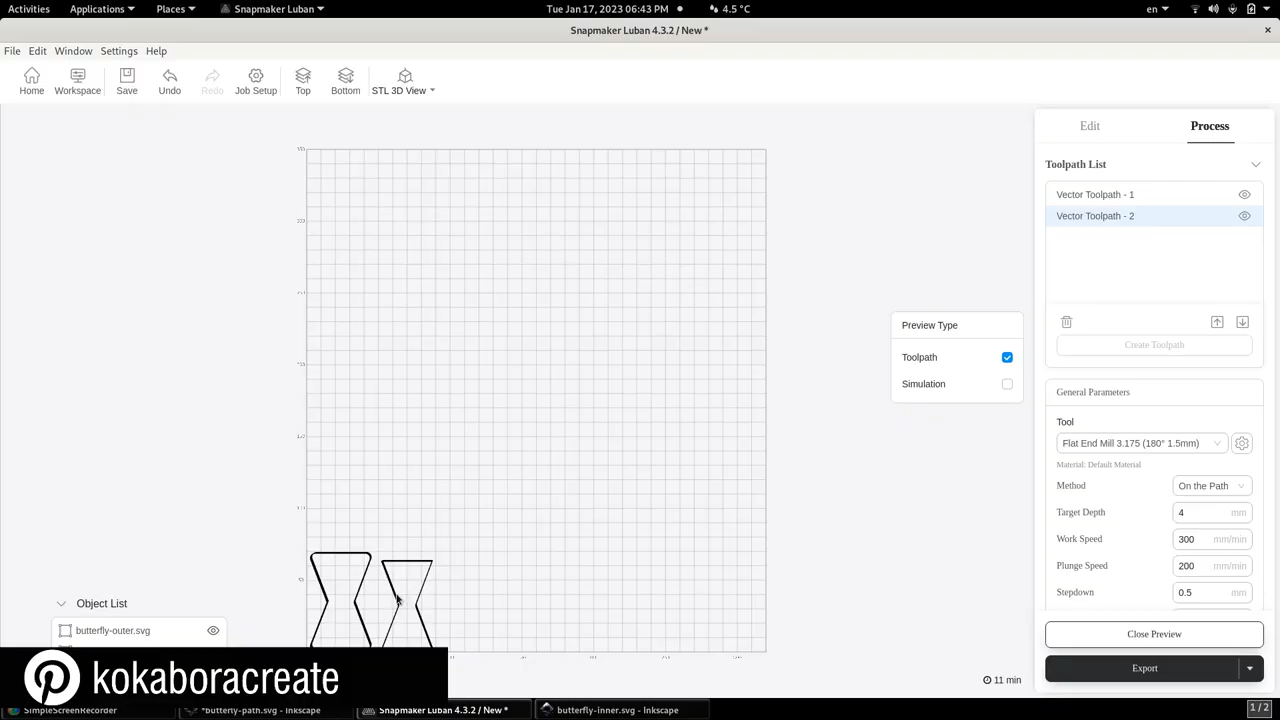 Activities Applications Places Snapmaker Luban Tue Jan 17, 2023 06:43 PM 4.5 °C en
Snapmaker Luban 4.3.2 / New *
File Edit Window Settings Help
Home Workspace Save Undo Redo Job Setup Top Bottom STL 3D View
Edit Process
Toolpath List
Vector Toolpath - 1
Vector Toolpath - 2
Create Toolpath
Preview Type
Toolpath
Simulation
General Parameters
Tool
Flat End Mill 3.175 (180° 1.5mm)
Material: Default Material
Method On the Path
Target Depth 4 mm
Work Speed 300 mm/min
Plunge Speed 200 mm/min
Stepdown 0.5 mm
Object List
butterfly-outer.svg
Close Preview
Export
11 min
kokaboracreate
SimpleScreenRecorder *butterfly-path.svg - Inkscape Snapmaker Luban 4.3.2 / New * butterfly-inner.svg - Inkscape 1 / 2